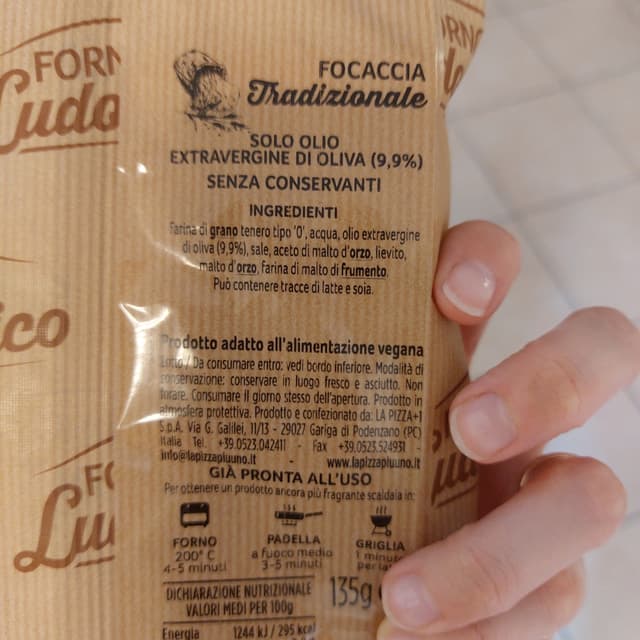 FORN
Ludo
ORNO
FOCACCIA
Tradizionale
SOLO OLIO
EXTRAVERGINE DI OLIVA (9,9%)
SENZA CONSERVANTI
INGREDIENTI
Farina di grano tenero tipo '0', acqua, olio extravergine
di oliva (9,9%), sale, aceto di malto d'orzo, lievito,
malto d'orzo, farina di malto di frumento.
Può contenere tracce di latte e soia.
ico
Prodotto adatto all'alimentazione vegana
Lotto / Da consumare entro: vedi bordo inferiore. Modalità di
conservazione: conservare in luogo fresco e asciutto. Non
forare. Consumare il giorno stesso dell'apertura. Prodotto in
atmosfera protettiva. Prodotto e confezionato da: LA PIZZA+1
S.p.A. Via G. Galilei, 11/13 - 29027 Gariga di Podenzano (PC)
Italia Tel. +39.0523.042411 - Fax +39.0523.524931 -
info@lapizzapiuuno.it - www.lapizzapiuuno.it
GIÀ PRONTA ALL'USO
Per ottenere un prodotto ancora più fragrante scaldala in:
FO
Lu
FORNO
200° C
4-5 minuti
PADELLA
a fuoco medio
3-5 minuti
GRIGLIA
1 minuto
per la
DICHIARAZIONE NUTRIZIONALE
VALORI MEDI PER 100g
135g
Energia 1244 kJ / 295 kcal